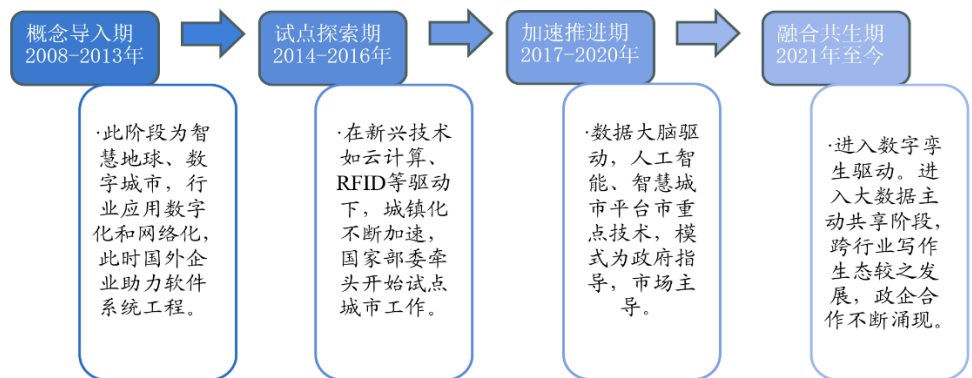 概念导入期
2008-2013年
·此阶段为智
慧地球、数
字城市，行
业应用数字
化和网络化，
此时国外企
业助力软件
系统工程。
试点探索期
2014-2016年
·在新兴技术
如云计算、
RFID等驱动
下，城镇化
不断加速，
国家部委牵
头开始试点
城市工作。
加速推进期
2017-2020年
·数据大脑驱
动，人工智
能、智慧城
市平台市重
点技术，模
式为政府指
导，市场主
导。
融合共生期
2021年至今
·进入数字孪
生驱动。进
入大数据主
动共享阶段，
跨行业写作
生态较之发
展，政企合
作不断涌现。